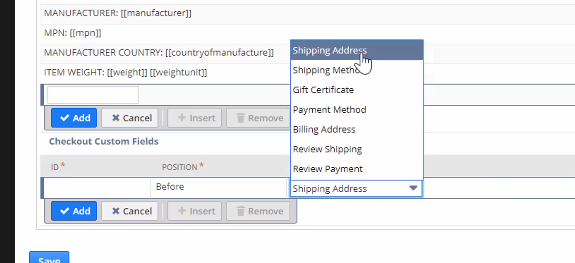 MANUFACTURER: [[manufacturer]]
MPN: [[mpn]]
MANUFACTURER COUNTRY: [[countryofmanufacture]]
ITEM WEIGHT: [[weight]] [[weightunit]]
Add Cancel Insert Remove
Checkout Custom Fields
ID* POSITION*
Shipping Address
Shipping Method
Gift Certificate
Payment Method
Billing Address
Review Shipping
Review Payment
Before Shipping Address
Add Cancel Insert Remove
Save